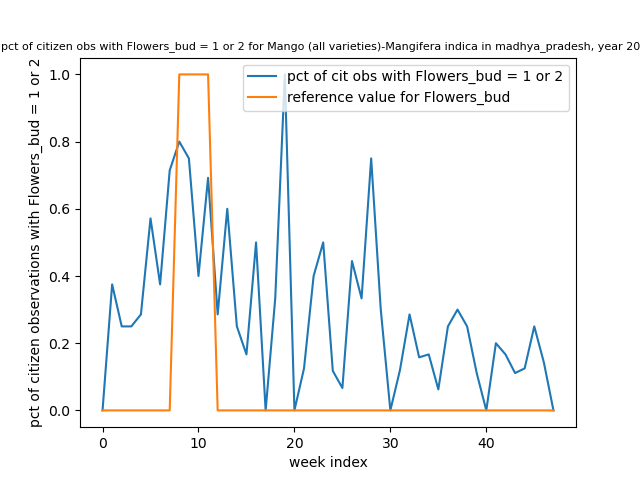 pct of citizen obs with Flowers_bud = 1 or 2 for Mango (all varieties)-Mangifera indica in madhya_pradesh, year 20
pct of cit obs with Flowers_bud = 1 or 2
reference value for Flowers_bud
pct of citizen observations with Flowers_bud = 1 or 2
1.0
0.8
0.6
0.4
0.2
0.0
0 10 20 30 40
week index